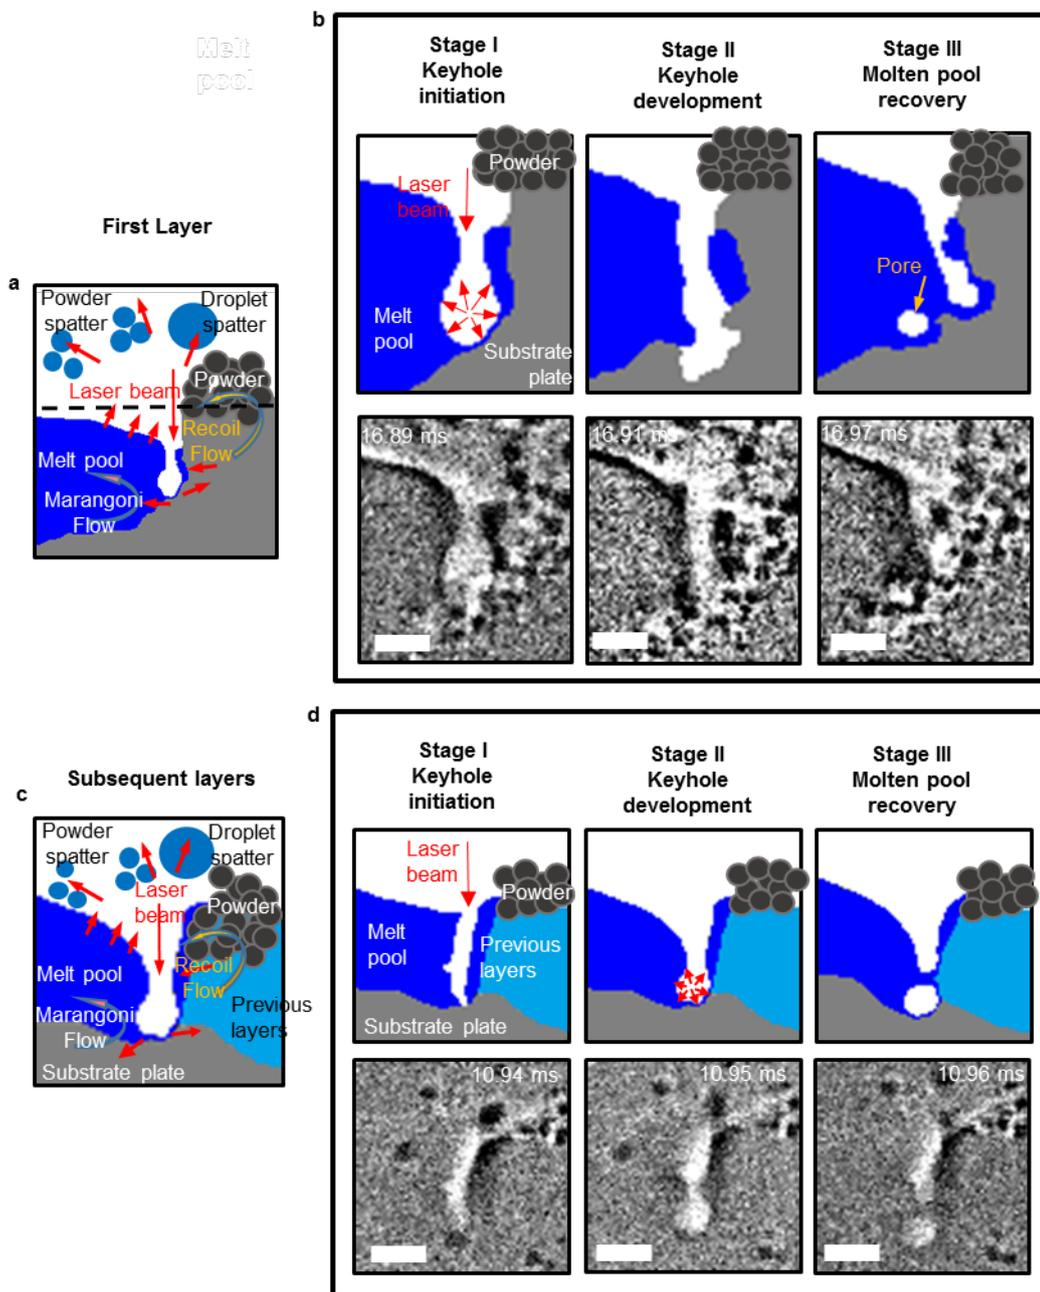 Melt
pool
b
Stage I
Keyhole
initiation
Stage II
Keyhole
development
Stage III
Molten pool
recovery
Powder
Laser
beam
Melt
pool
Substrate
plate
Pore
16.89 ms
16.91 ms
16.97 ms
First Layer
a
Powder
spatter
Droplet
spatter
Powder
Laser beam
Recoil
Flow
Melt pool
Marangoni
Flow
d
Stage I
Keyhole
initiation
Stage II
Keyhole
development
Stage III
Molten pool
recovery
Laser
beam
Powder
Melt
pool
Previous
layers
Substrate plate
10.94 ms
10.95 ms
10.96 ms
Subsequent layers
c
Powder
spatter
Droplet
spatter
Laser
beam
Powder
Melt pool
Recoil
Flow
Marangoni
Flow
Previous
layers
Substrate plate